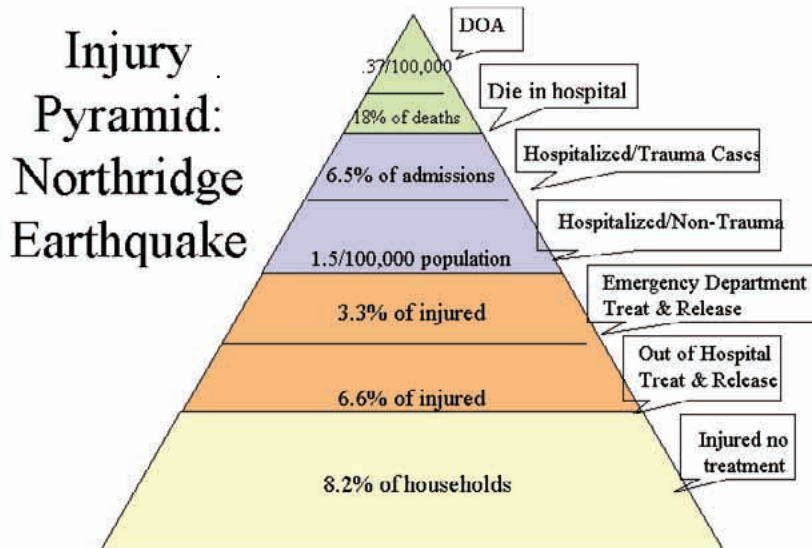 Injury
Pyramid:
Northridge
Earthquake
DOA
.37/100,000
Die in hospital
18% of deaths
Hospitalized/Trauma Cases
6.5% of admissions
Hospitalized/Non-Trauma
1.5/100,000 population
Emergency Department
Treat & Release
3.3% of injured
Out of Hospital
Treat & Release
6.6% of injured
Injured no
treatment
8.2% of households